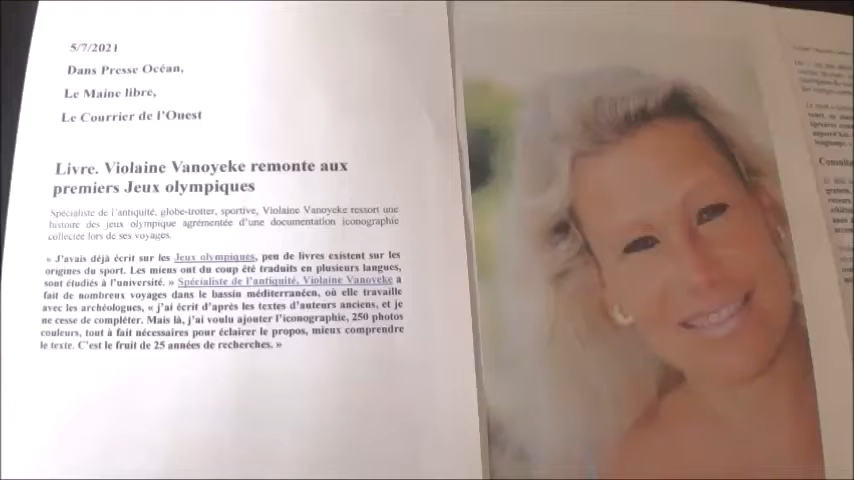 5/7/2021
Dans Presse Océan,
Le Maine libre,
Le Courrier de l'Ouest
Livre. Violaine Vanoyeke remonte aux
premiers Jeux olympiques
Spécialiste de l'antiquité, globe-trotter, sportive, Violaine Vanoyeke ressort une
histoire des jeux olympique agrémentée d'une documentation iconographie
collectée lors de ses voyages.
« J'avais déjà écrit sur les Jeux olympiques, peu de livres existent sur les
origines du sport. Les miens ont du coup été traduits en plusieurs langues,
sont étudiés à l'université. » Spécialiste de l'antiquité, Violaine Vanoyeke a
fait de nombreux voyages dans le bassin méditerranéen, où elle travaille
avec les archéologues, « j'ai écrit d'après les textes d'auteurs anciens, et je
ne cesse de compléter. Mais là, j'ai voulu ajouter l'iconographie, 250 photos
couleurs, tout à fait nécessaires pour éclairer le propos, mieux comprendre
le texte. C'est le fruit de 25 années de recherches. »